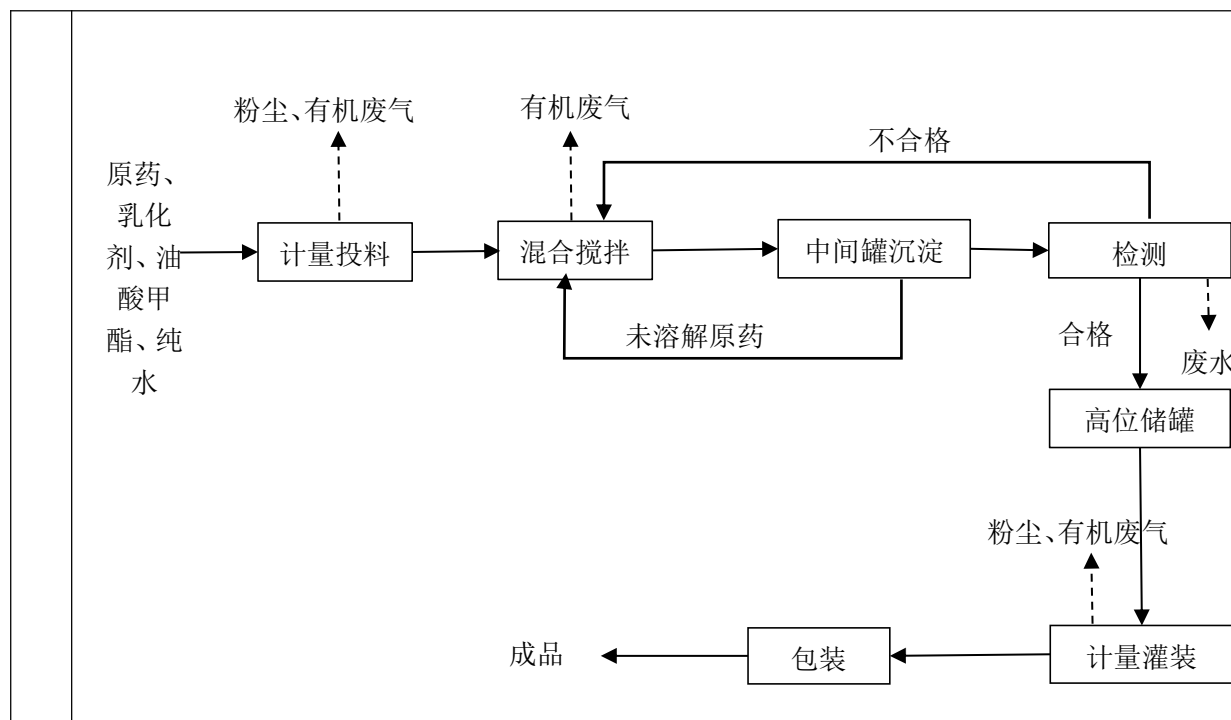 粉尘、有机废气
有机废气
不合格
原药、
乳化
剂、油
酸甲
酯、纯
水
计量投料
混合搅拌
中间罐沉淀
检测
未溶解原药
合格
废水
高位储罐
粉尘、有机废气
成品
包装
计量灌装